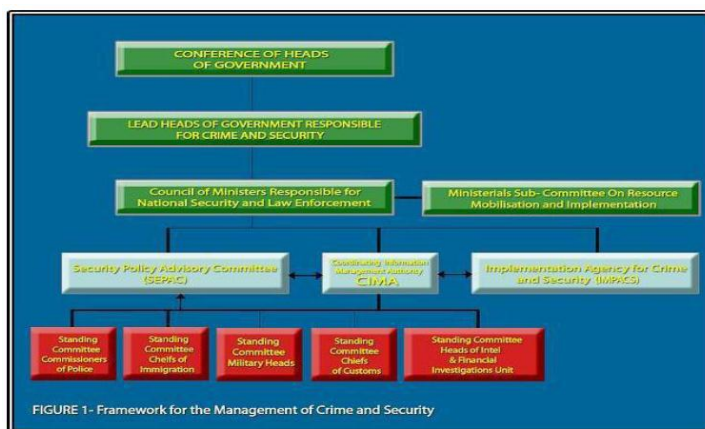 CONFERENCE OF HEADS
OF GOVERNMENT
LEAD HEADS OF GOVERNMENT RESPONSIBLE
FOR CRIME AND SECURITY
Council of Ministers Responsible for
National Security and Law Enforcement
Ministerials Sub- Committee On Resource
Mobilisation and Implementation
Security Policy Advisory Committee
(SEPAC)
Coordinating Information
Management Authority
CIMA
Implementation Agency for Crime
and Security (IMPACS)
Standing
Committee
Commissioners
of Police
Standing
Committee
Cheifs of
Immigration
Standing
Committee
Military Heads
Standing
Committee
Chiefs
of Customs
Standing Committee
Heads of Intel
& Financial
Investigations Unit
FIGURE 1- Framework for the Management of Crime and Security